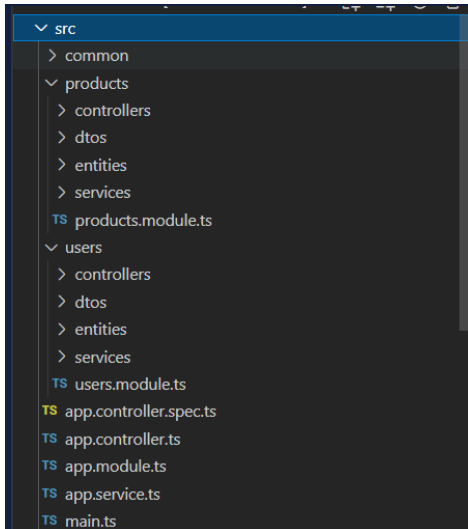 src
common
products
controllers
dtos
entities
services
TS products.module.ts
users
controllers
dtos
entities
services
TS users.module.ts
TS app.controller.spec.ts
TS app.controller.ts
TS app.module.ts
TS app.service.ts
TS main.ts